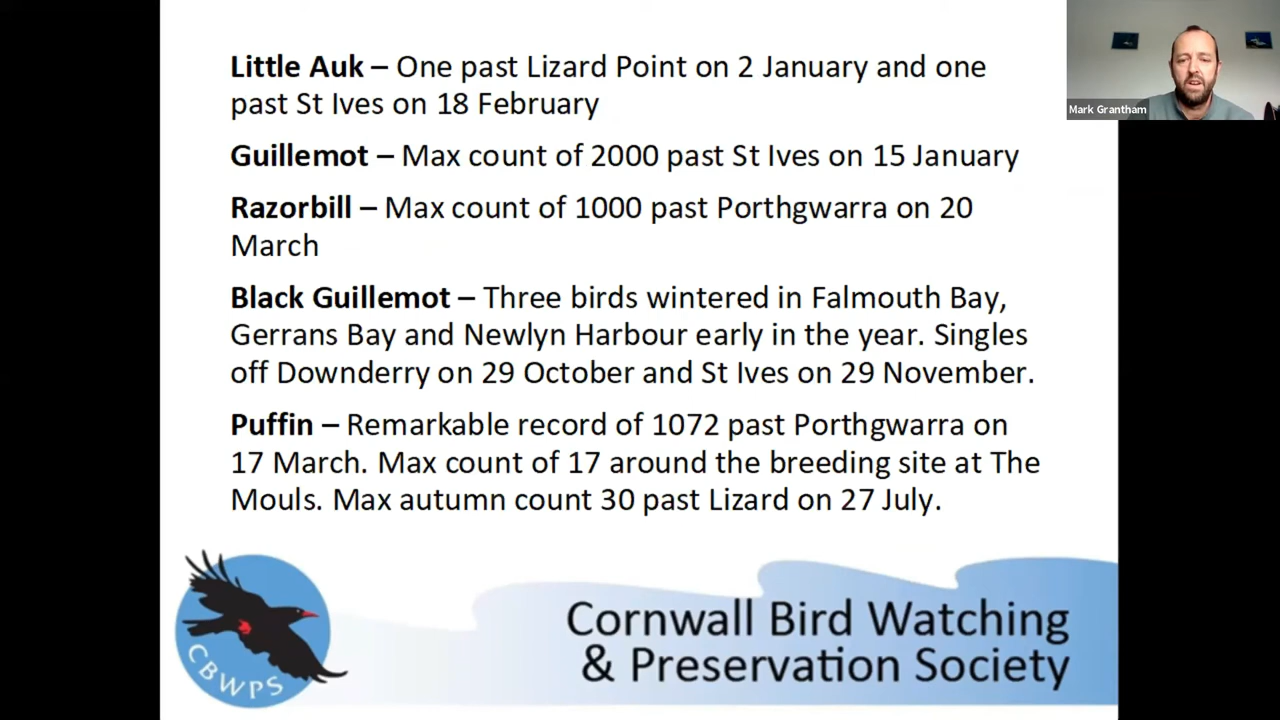 Little Auk – One past Lizard Point on 2 January and one
past St Ives on 18 February
Guillemot – Max count of 2000 past St Ives on 15 January
Razorbill – Max count of 1000 past Porthgwarra on 20
March
Black Guillemot – Three birds wintered in Falmouth Bay,
Gerrans Bay and Newlyn Harbour early in the year. Singles
off Downderry on 29 October and St Ives on 29 November.
Puffin – Remarkable record of 1072 past Porthgwarra on
17 March. Max count of 17 around the breeding site at The
Mouls. Max autumn count 30 past Lizard on 27 July.
Mark Grantham
CBWPS
Cornwall Bird Watching
& Preservation Society